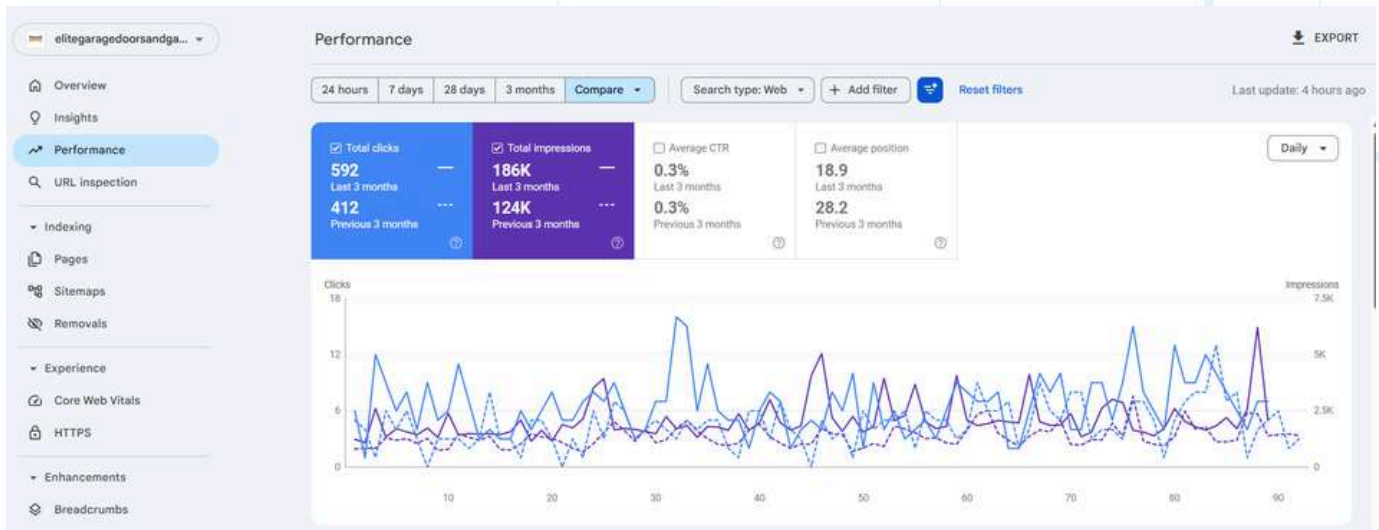 elitegaragedoorsandga...
Overview
Insights
Performance
URL inspection
Indexing
Pages
Sitemaps
Removals
Experience
Core Web Vitals
HTTPS
Enhancements
Breadcrumbs
Performance
EXPORT
24 hours 7 days 28 days 3 months Compare Search type: Web + Add filter Reset filters Last update: 4 hours ago
Total clicks
592
Last 3 months
412
Previous 3 months
Total impressions
186K
Last 3 months
124K
Previous 3 months
Average CTR
0.3%
Last 3 months
0.3%
Previous 3 months
Average position
18.9
Last 3 months
28.2
Previous 3 months
Daily
Clicks
18
12
6
0
Impressions
7.5K
5K
2.5K
0
10 20 30 40 50 60 70 80 90